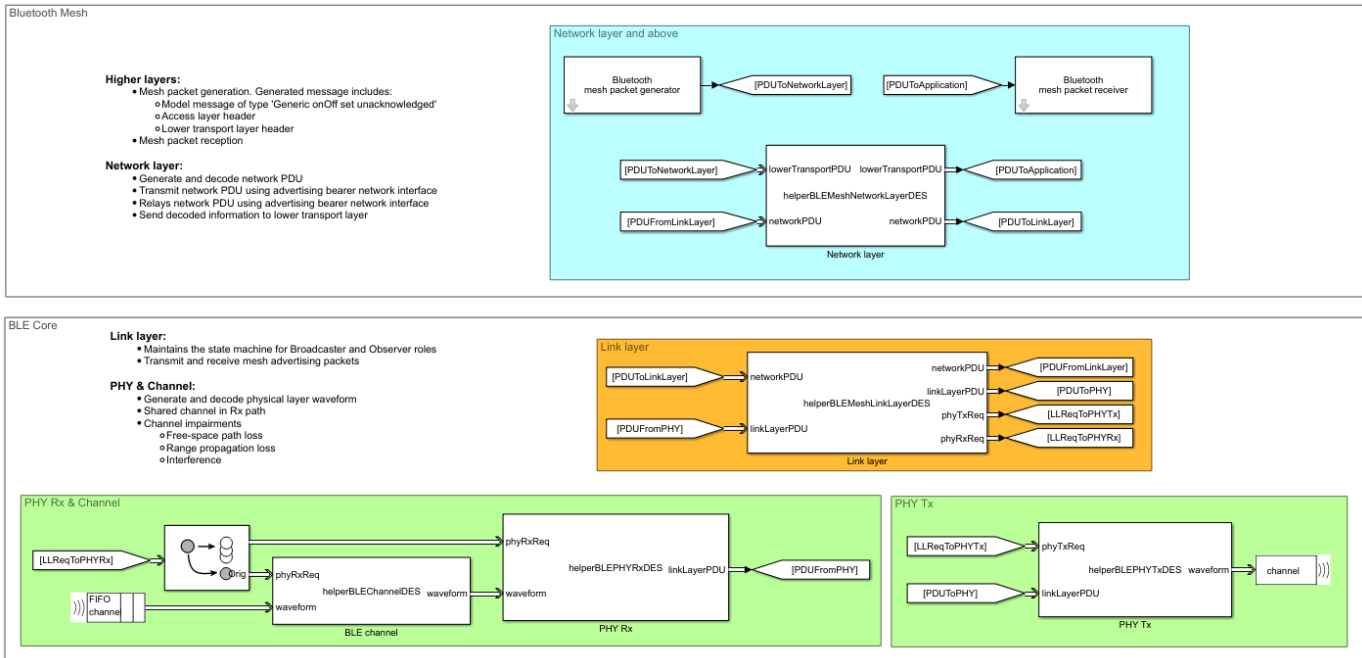 Bluetooth Mesh
Higher layers:
• Mesh packet generation. Generated message includes:
o Model message of type 'Generic onOff set unacknowledged'
o Access layer header
o Lower transport layer header
• Mesh packet reception
Network layer:
• Generate and decode network PDU
• Transmit network PDU using advertising bearer network interface
• Relays network PDU using advertising bearer network interface
• Send decoded information to lower transport layer
Network layer and above
Bluetooth
mesh packet generator
[PDUToNetworkLayer]
[PDUToApplication]
Bluetooth
mesh packet receiver
[PDUToNetworkLayer]
lowerTransportPDU lowerTransportPDU
[PDUToApplication]
helperBLEMeshNetworkLayerDES
[PDUFromLinkLayer]
networkPDU networkPDU
[PDUToLinkLayer]
Network layer
BLE Core
Link layer:
• Maintains the state machine for Broadcaster and Observer roles
• Transmit and receive mesh advertising packets
PHY & Channel:
• Generate and decode physical layer waveform
• Shared channel in Rx path
• Channel impairments
o Free-space path loss
o Range propagation loss
o Interference
Link layer
[PDUToLinkLayer]
networkPDU
networkPDU
[PDUFromLinkLayer]
linkLayerPDU
[PDUToPHY]
helperBLEMeshLinkLayerDES
phyTxReq
[LLReqToPHYTx]
[PDUFromPHY]
linkLayerPDU
phyRxReq
[LLReqToPHYRx]
Link layer
PHY Rx & Channel
[LLReqToPHYRx]
Orig
phyRxReq
helperBLEChannelDES
waveform waveform
BLE channel
FIFO
channel
phyRxReq
helperBLEPHYRxDES
linkLayerPDU
waveform
PHY Rx
[PDUFromPHY]
PHY Tx
[LLReqToPHYTx]
phyTxReq
helperBLEPHYTxDES
waveform
channel
[PDUToPHY]
linkLayerPDU
PHY Tx